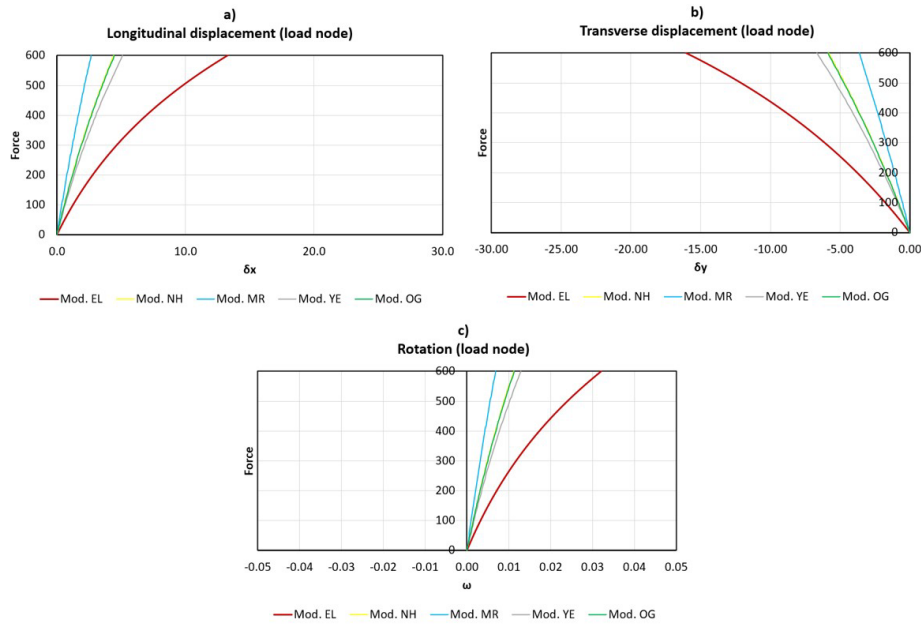 a)
Longitudinal displacement (load node)
600
500
400
300
200
100
0
Force
0.0 10.0 20.0 30.0
δx
Mod. EL Mod. NH Mod. MR Mod. YE Mod. OG
b)
Transverse displacement (load node)
600
500
400
300
200
100
0
Force
-30.00 -25.00 -20.00 -15.00 -10.00 -5.00 0.00
δy
Mod. EL Mod. NH Mod. MR Mod. YE Mod. OG
c)
Rotation (load node)
600
500
400
300
200
100
0
Force
-0.05 -0.04 -0.03 -0.02 -0.01 0.00 0.01 0.02 0.03 0.04 0.05
ω
Mod. EL Mod. NH Mod. MR Mod. YE Mod. OG